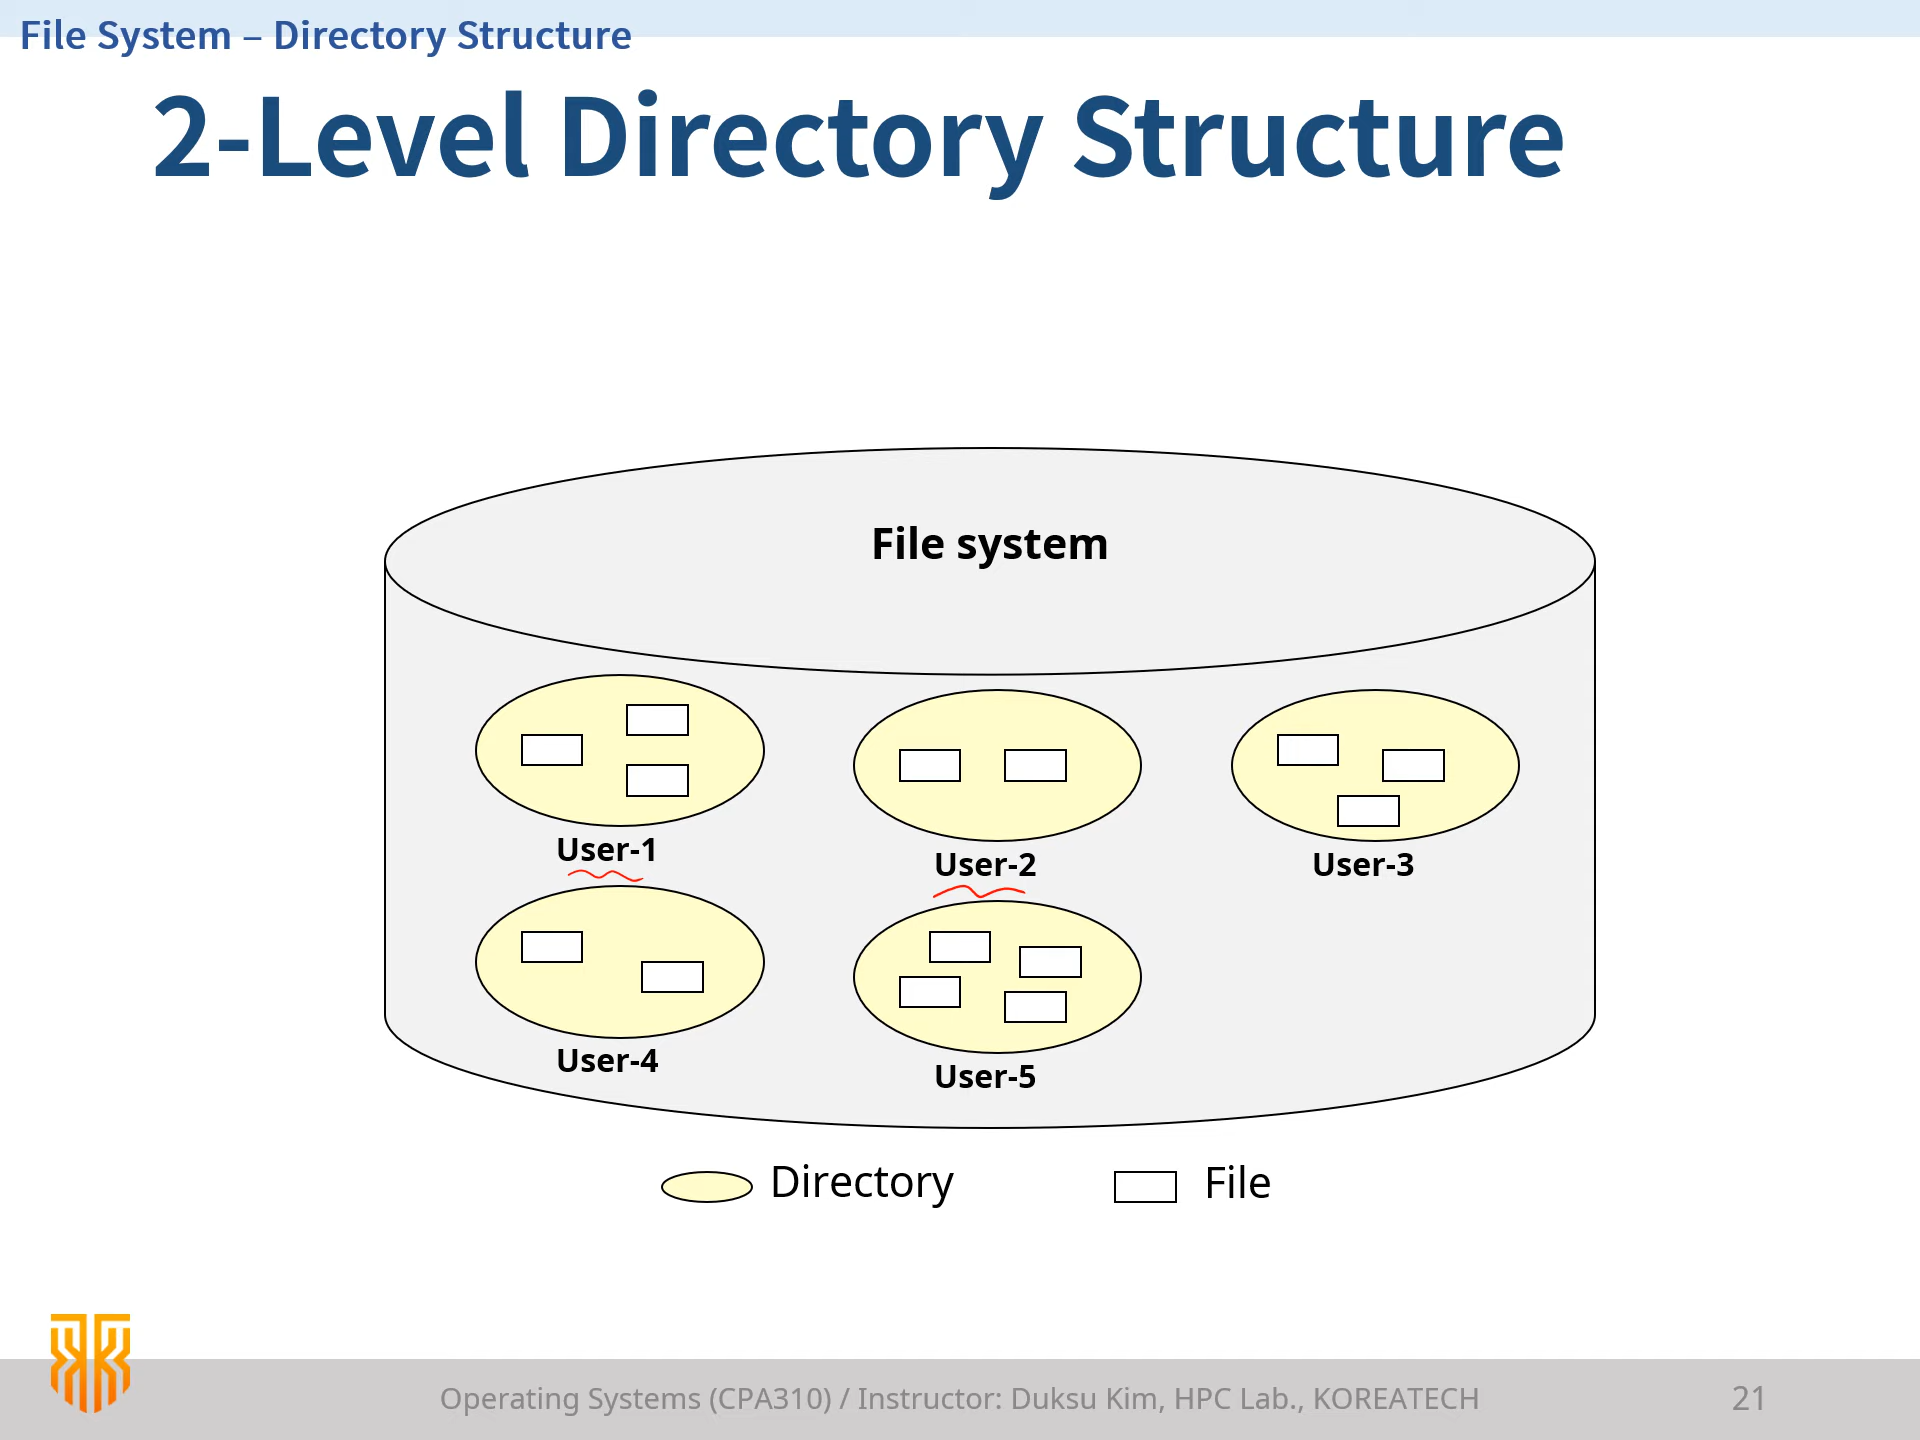 File System – Directory Structure
2-Level Directory Structure
File system
User-1
User-2
User-3
User-4
User-5
Directory
File
Operating Systems (CPA310) / Instructor: Duksu Kim, HPC Lab., KOREATECH
21